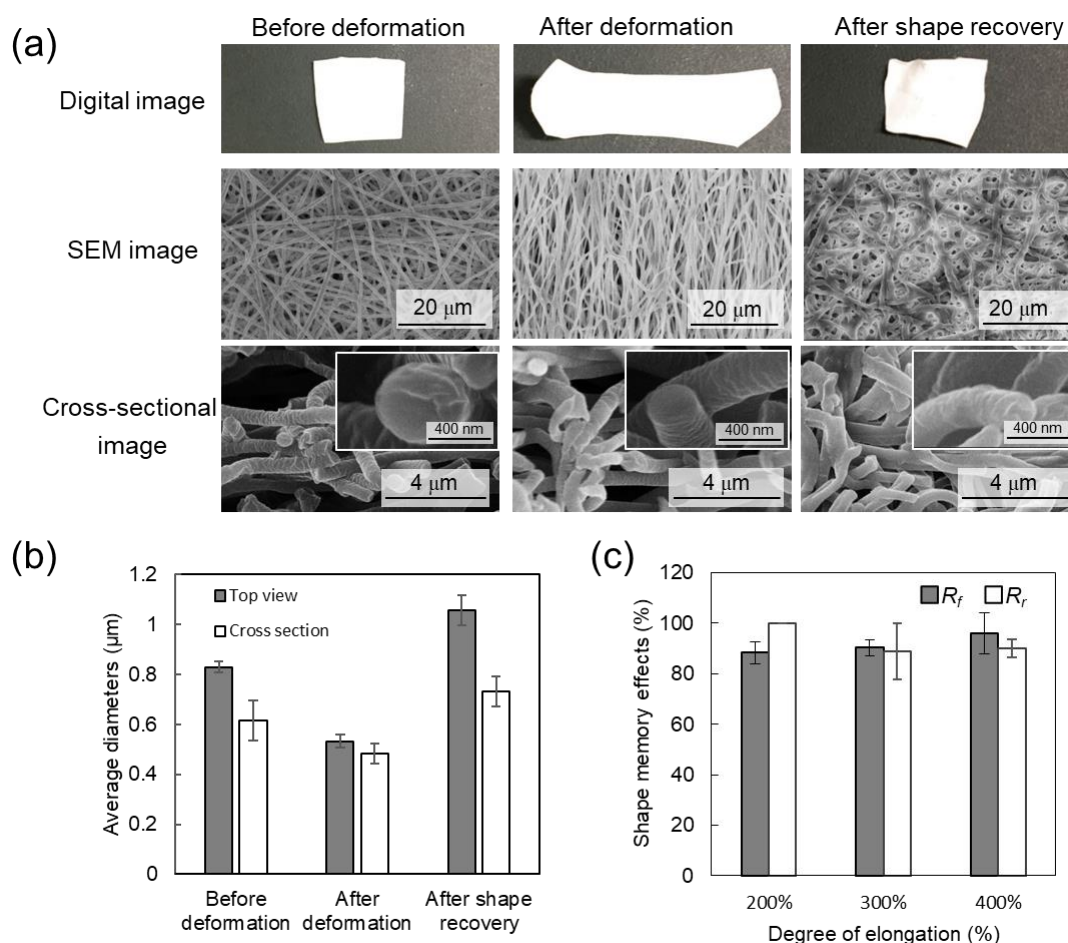 (a)
Before deformation
After deformation
After shape recovery
Digital image
SEM image
20 μm
20 μm
20 μm
Cross-sectional
image
400 nm
4 μm
400 nm
4 μm
400 nm
4 μm
(b)
Average diameters (μm)
1.2
1
0.8
0.6
0.4
0.2
0
Top view
Cross section
Before
deformation
After
deformation
After shape
recovery
(c)
Shape memory effects (%)
120
100
80
60
40
20
0
Rf
Rr
200%
300%
400%
Degree of elongation (%)